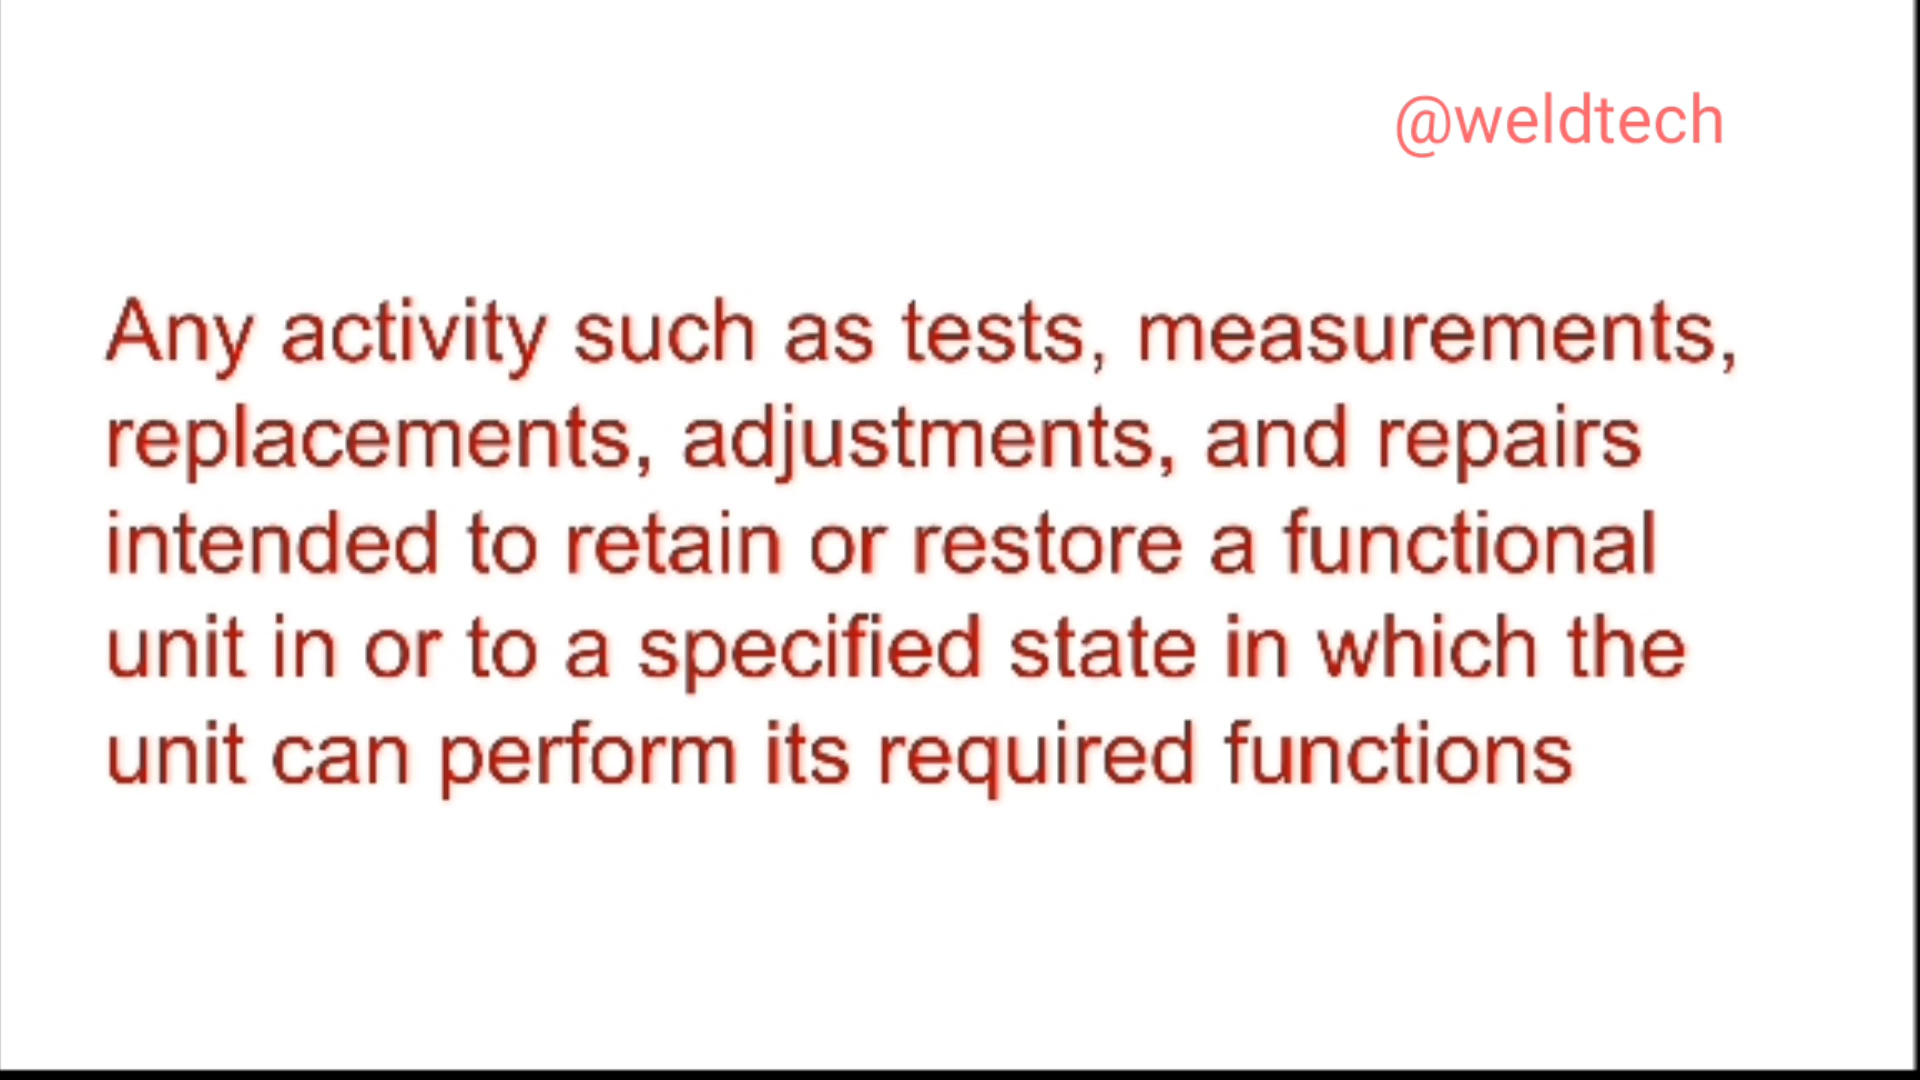 @weldtech
Any activity such as tests, measurements,
replacements, adjustments, and repairs
intended to retain or restore a functional
unit in or to a specified state in which the
unit can perform its required functions